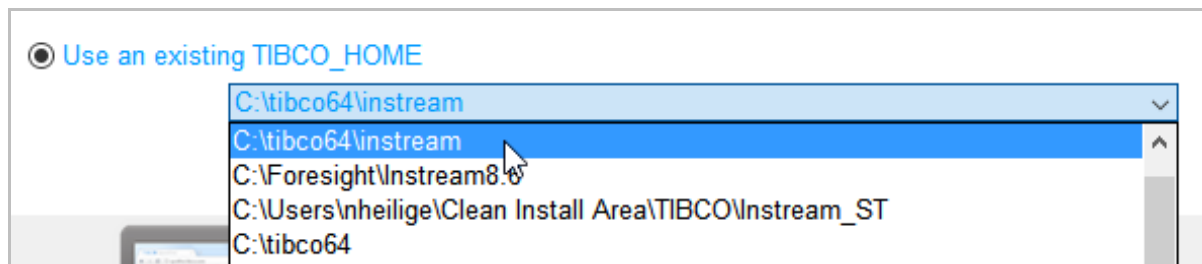 Use an existing TIBCO_HOME
C:\tibco64\instream
C:\tibco64\instream
C:\Foresight\Instream8.6
C:\Users\nheilige\Clean Install Area\TIBCO\Instream_ST
C:\tibco64